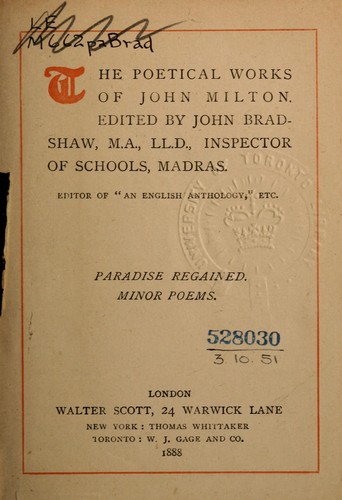 LE
M662paBrad
THE POETICAL WORKS
OF JOHN MILTON.
EDITED BY JOHN BRAD-
SHAW, M.A., LL.D., INSPECTOR
OF SCHOOLS, MADRAS.
EDITOR OF “AN ENGLISH ANTHOLOGY,” ETC.
PARADISE REGAINED.
MINOR POEMS.
528030
3.10.51
LONDON
WALTER SCOTT, 24 WARWICK LANE
NEW YORK : THOMAS WHITTAKER
TORONTO : W. J. GAGE AND CO.
1888